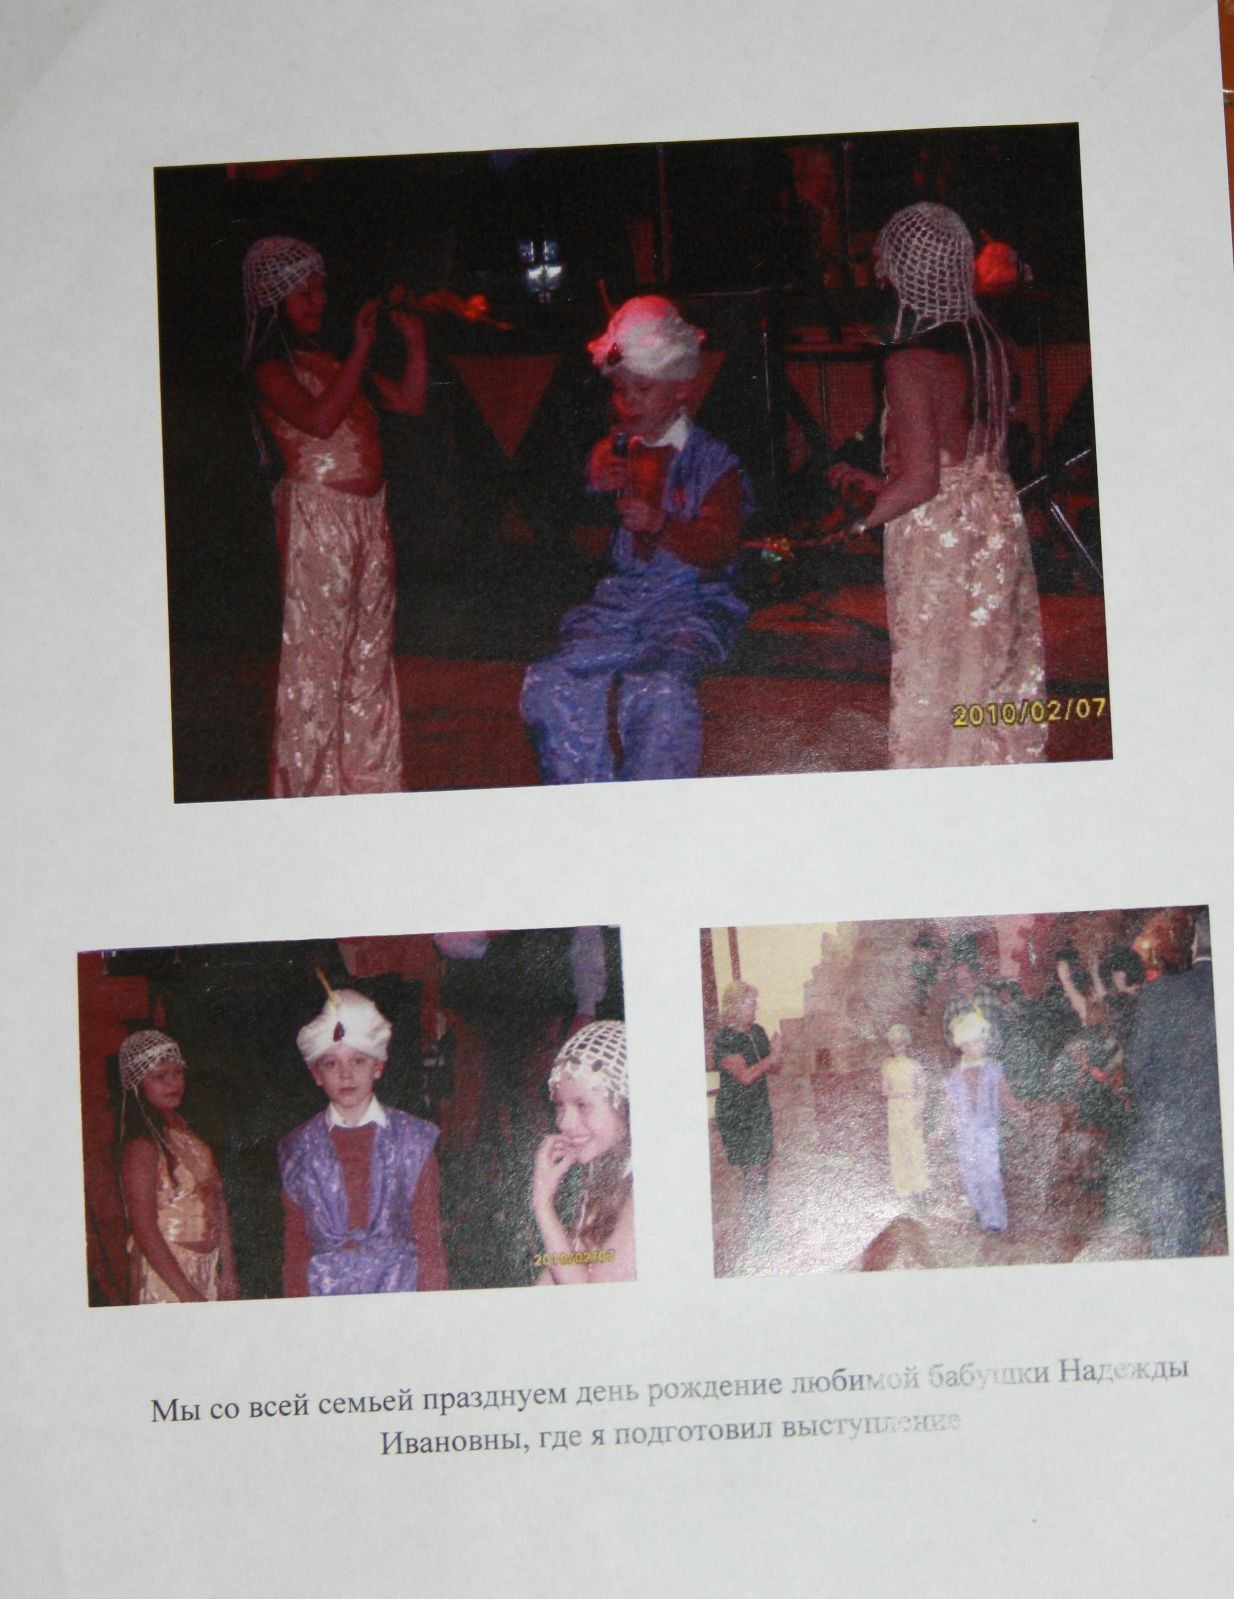 2010/02/07
2010/02/07
Мы со всей семьей празднуем день рождение любимой бабушки Надежды
Ивановны, где я подготовил выступление